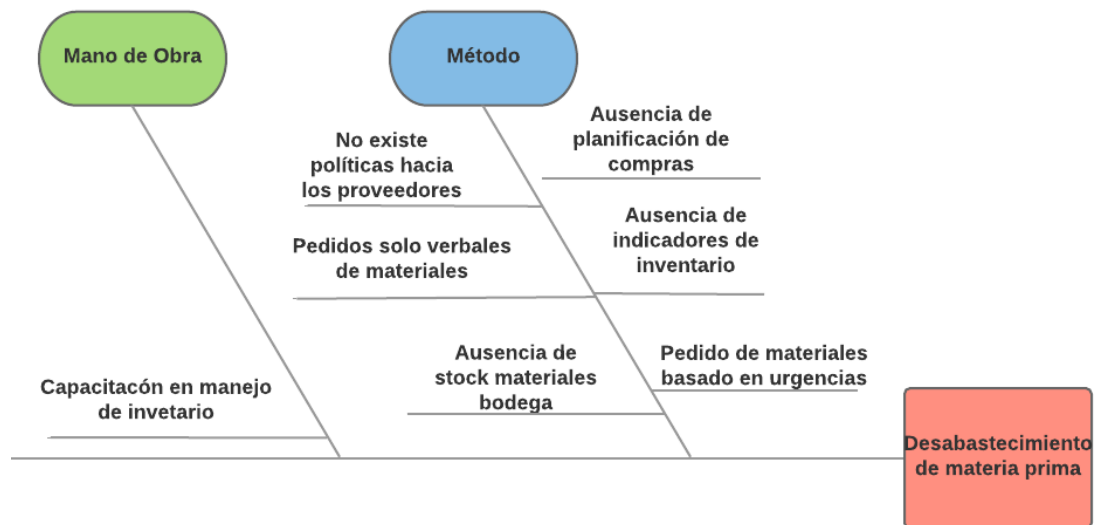 Mano de Obra
Método
Ausencia de
planificación de
compras
No existe
políticas hacia
los proveedores
Ausencia de
indicadores de
inventario
Pedidos solo verbales
de materiales
Ausencia de
stock materiales
bodega
Pedido de materiales
basado en urgencias
Capacitacón en manejo
de invetario
Desabastecimiento
de materia prima